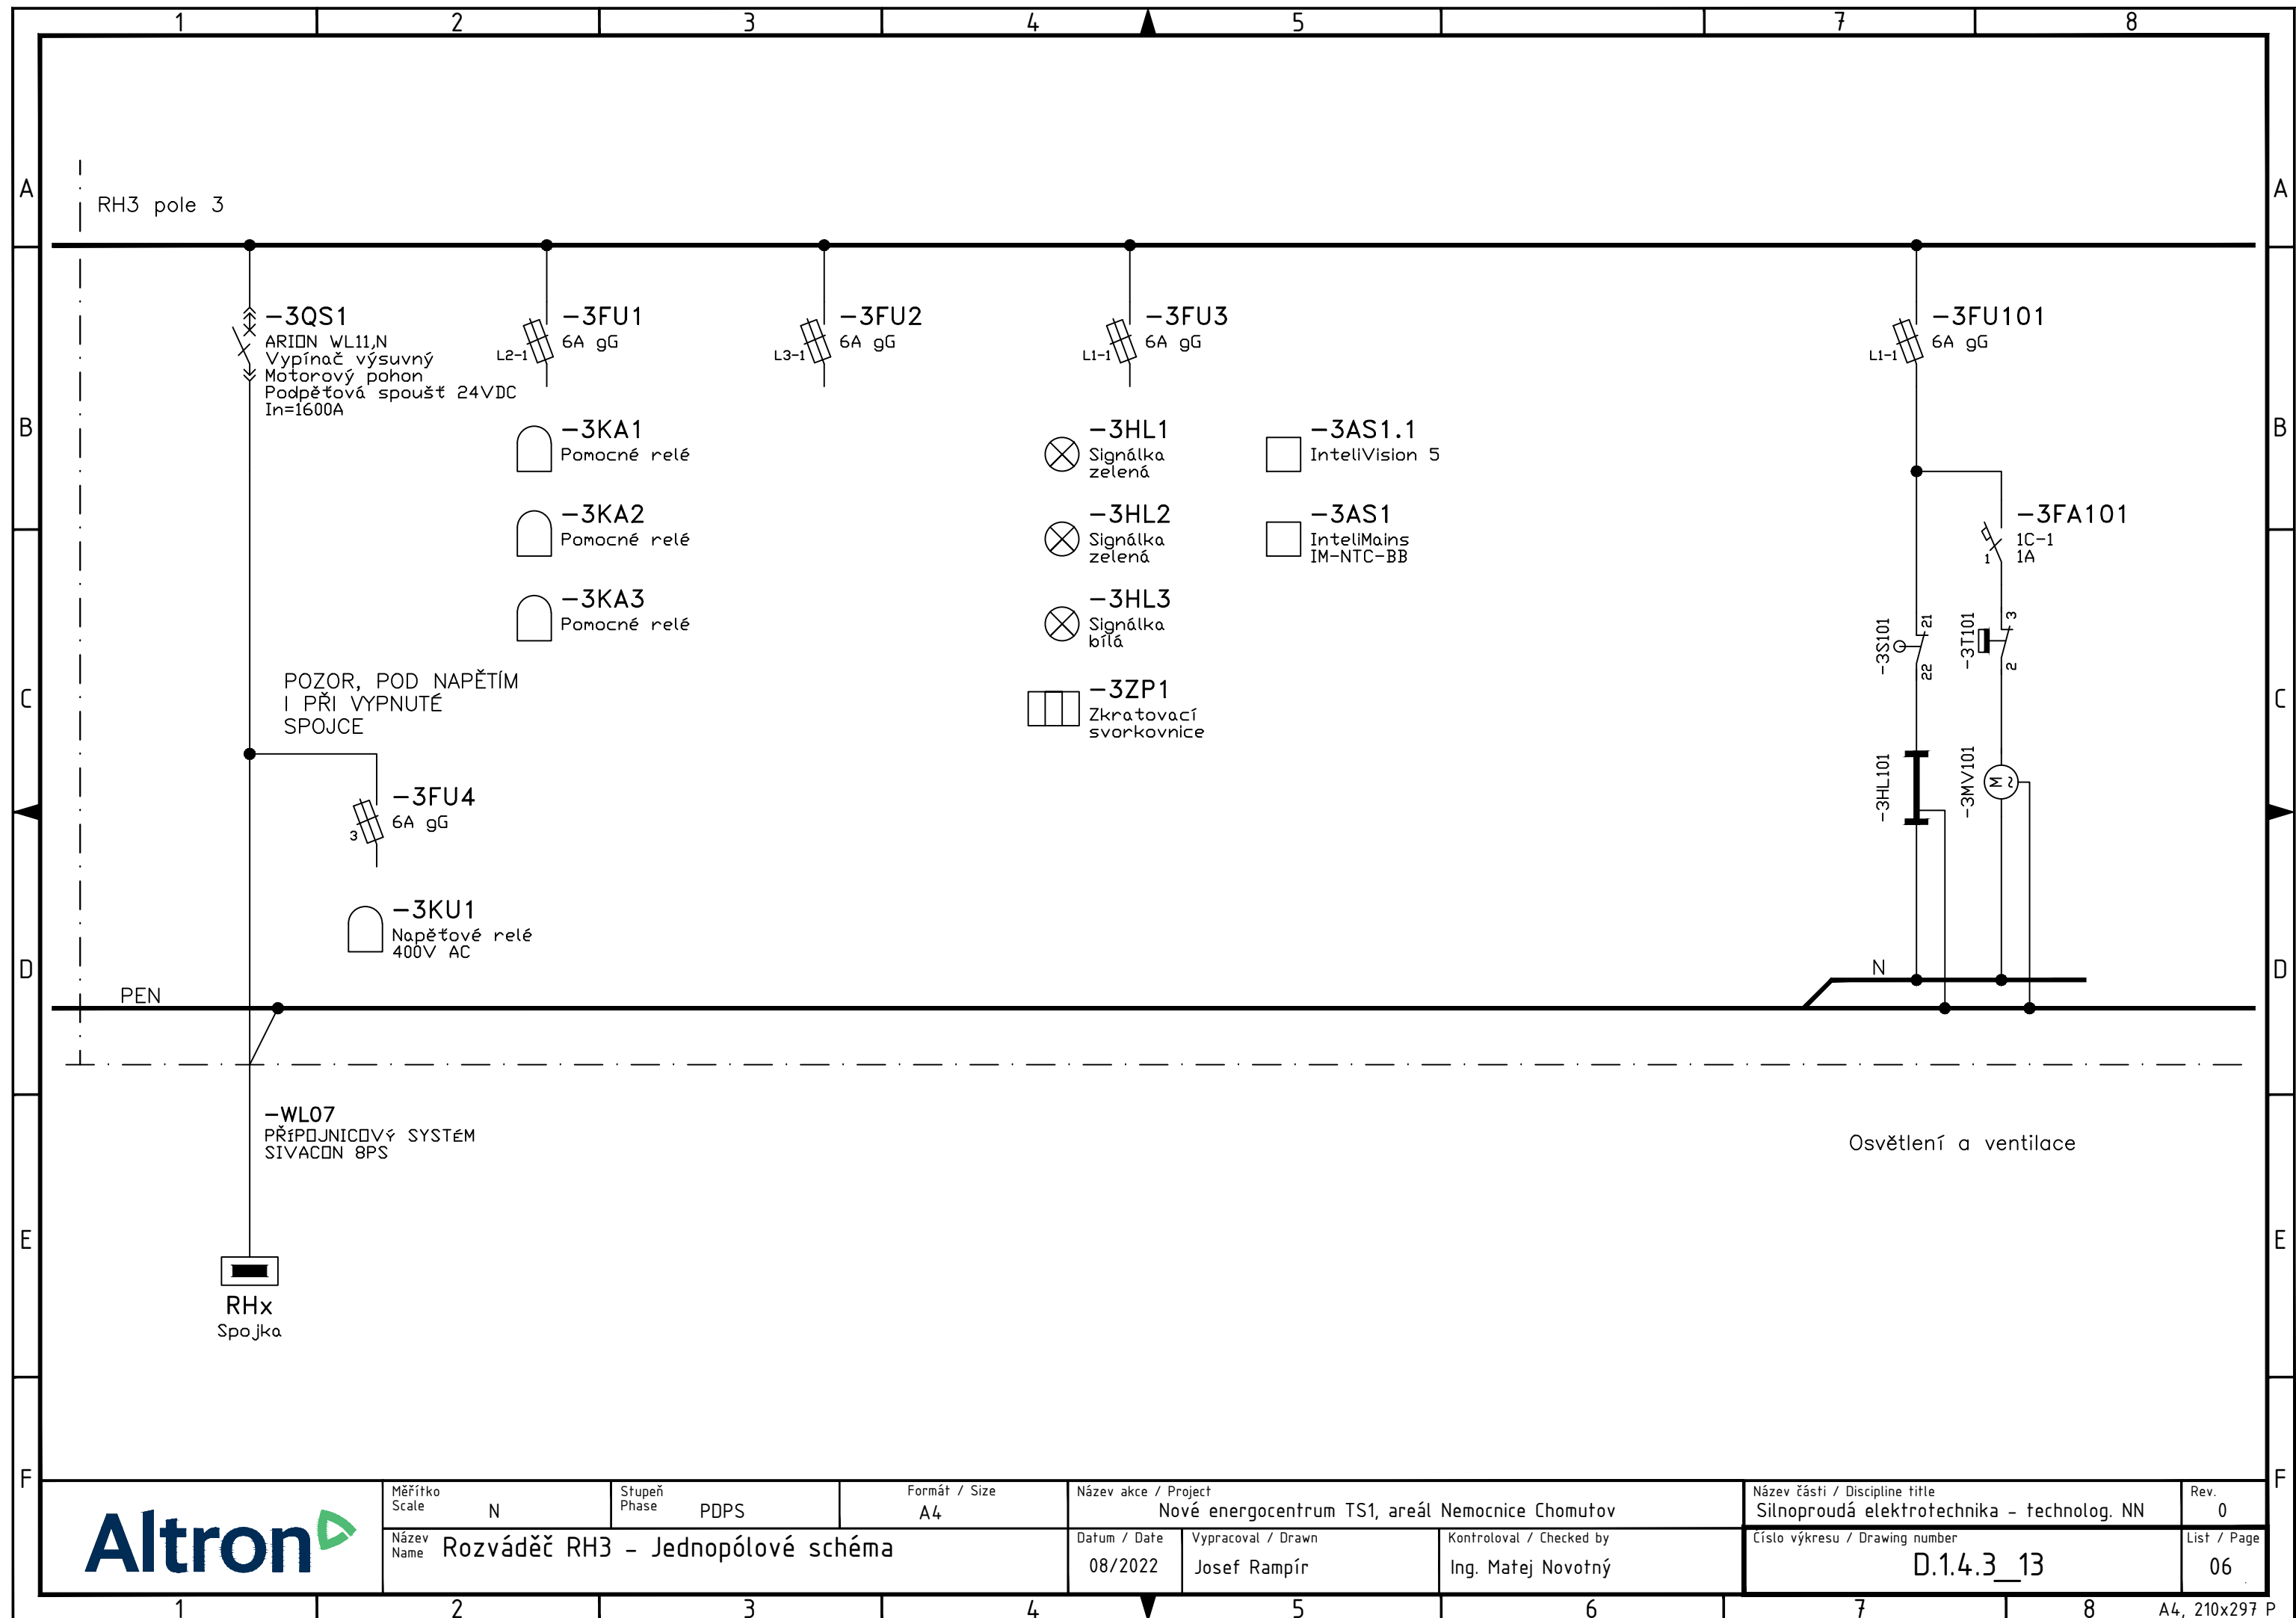 1 2 3 4 5 7 8
A A
RH3 pole 3
-3QS1
ARION WL11,N
Vypínač výsuvný
Motorový pohon
Podpěťová spoušť 24VDC
In=1600A
-3FU1
6A gG
L2-1
-3FU2
6A gG
L3-1
-3FU3
6A gG
L1-1
-3FU101
6A gG
L1-1
B B
-3KA1
Pomocné relé
-3HL1
Signálka
zelená
-3AS1.1
InteliVision 5
-3KA2
Pomocné relé
-3HL2
Signálka
zelená
-3AS1
InteliMains
IM-NTC-BB
-3FA101
1C-1
1A
1
-3KA3
Pomocné relé
-3HL3
Signálka
bílá
-3S101
21
22
-3T101
3
2
C C
POZOR, POD NAPĚTÍM
I PŘI VYPNUTÉ
SPOJCE
-3ZP1
Zkratovací
svorkovnice
-3FU4
6A gG
3
-3HL101
-3MV101
M
~
-3KU1
Napěťové relé
400V AC
D D
N
PEN
-WL07
PŘÍPOJNICOVÝ SYSTÉM
SIVACON 8PS
Osvětlení a ventilace
E E
RHx
Spojka
F F
Altron
Měřítko
Scale
N
Stupeň
Phase
PDPS
Formát / Size
A4
Název akce / Project
Nové energocentrum TS1, areál Nemocnice Chomutov
Název části / Discipline title
Silnoproudá elektrotechnika - technolog. NN
Rev.
0
Název
Name
Rozváděč RH3 - Jednopólové schéma
Datum / Date
08/2022
Vypracoval / Drawn
Josef Rampír
Kontroloval / Checked by
Ing. Matej Novotný
Číslo výkresu / Drawing number
D.1.4.3__13
List / Page
06
1 2 3 4 5 6 7 8
A4, 210x297 P